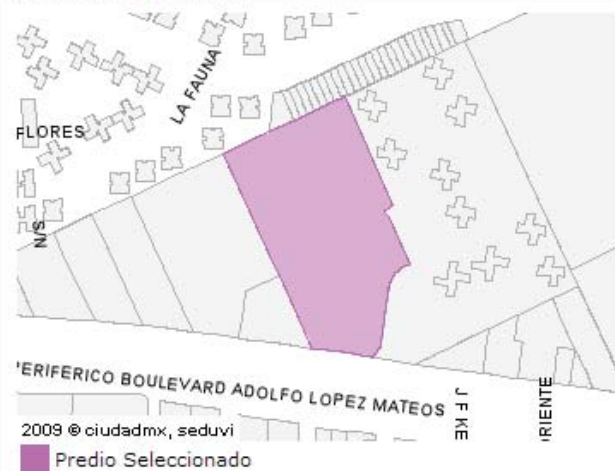 LA FAUNA
FLORES
S/N
PERIFERICO BOULEVARD ADOLFO LOPEZ MATEOS
J F KE
RIENTE
2009 © ciudadmx, seduvi
Predio Seleccionado